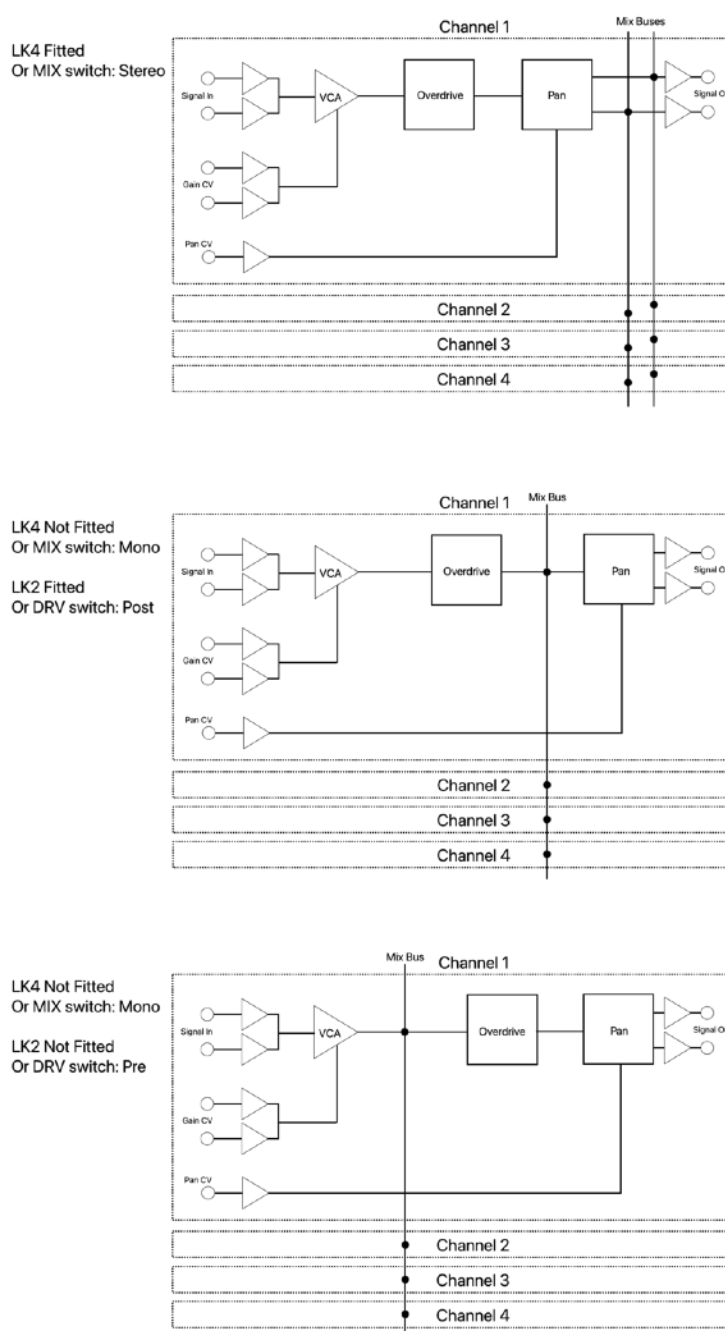 Channel 1
Mix Buses
LK4 Fitted
Or MIX switch: Stereo
Signal In
VCA
Overdrive
Pan
Signal O
Gain CV
Pan CV
Channel 2
Channel 3
Channel 4
Mix Bus
Channel 1
LK4 Not Fitted
Or MIX switch: Mono
LK2 Fitted
Or DRV switch: Post
Signal In
VCA
Overdrive
Pan
Signal O
Gain CV
Pan CV
Channel 2
Channel 3
Channel 4
Mix Bus
Channel 1
LK4 Not Fitted
Or MIX switch: Mono
LK2 Not Fitted
Or DRV switch: Pre
Signal In
VCA
Overdrive
Pan
Signal O
Gain CV
Pan CV
Channel 2
Channel 3
Channel 4